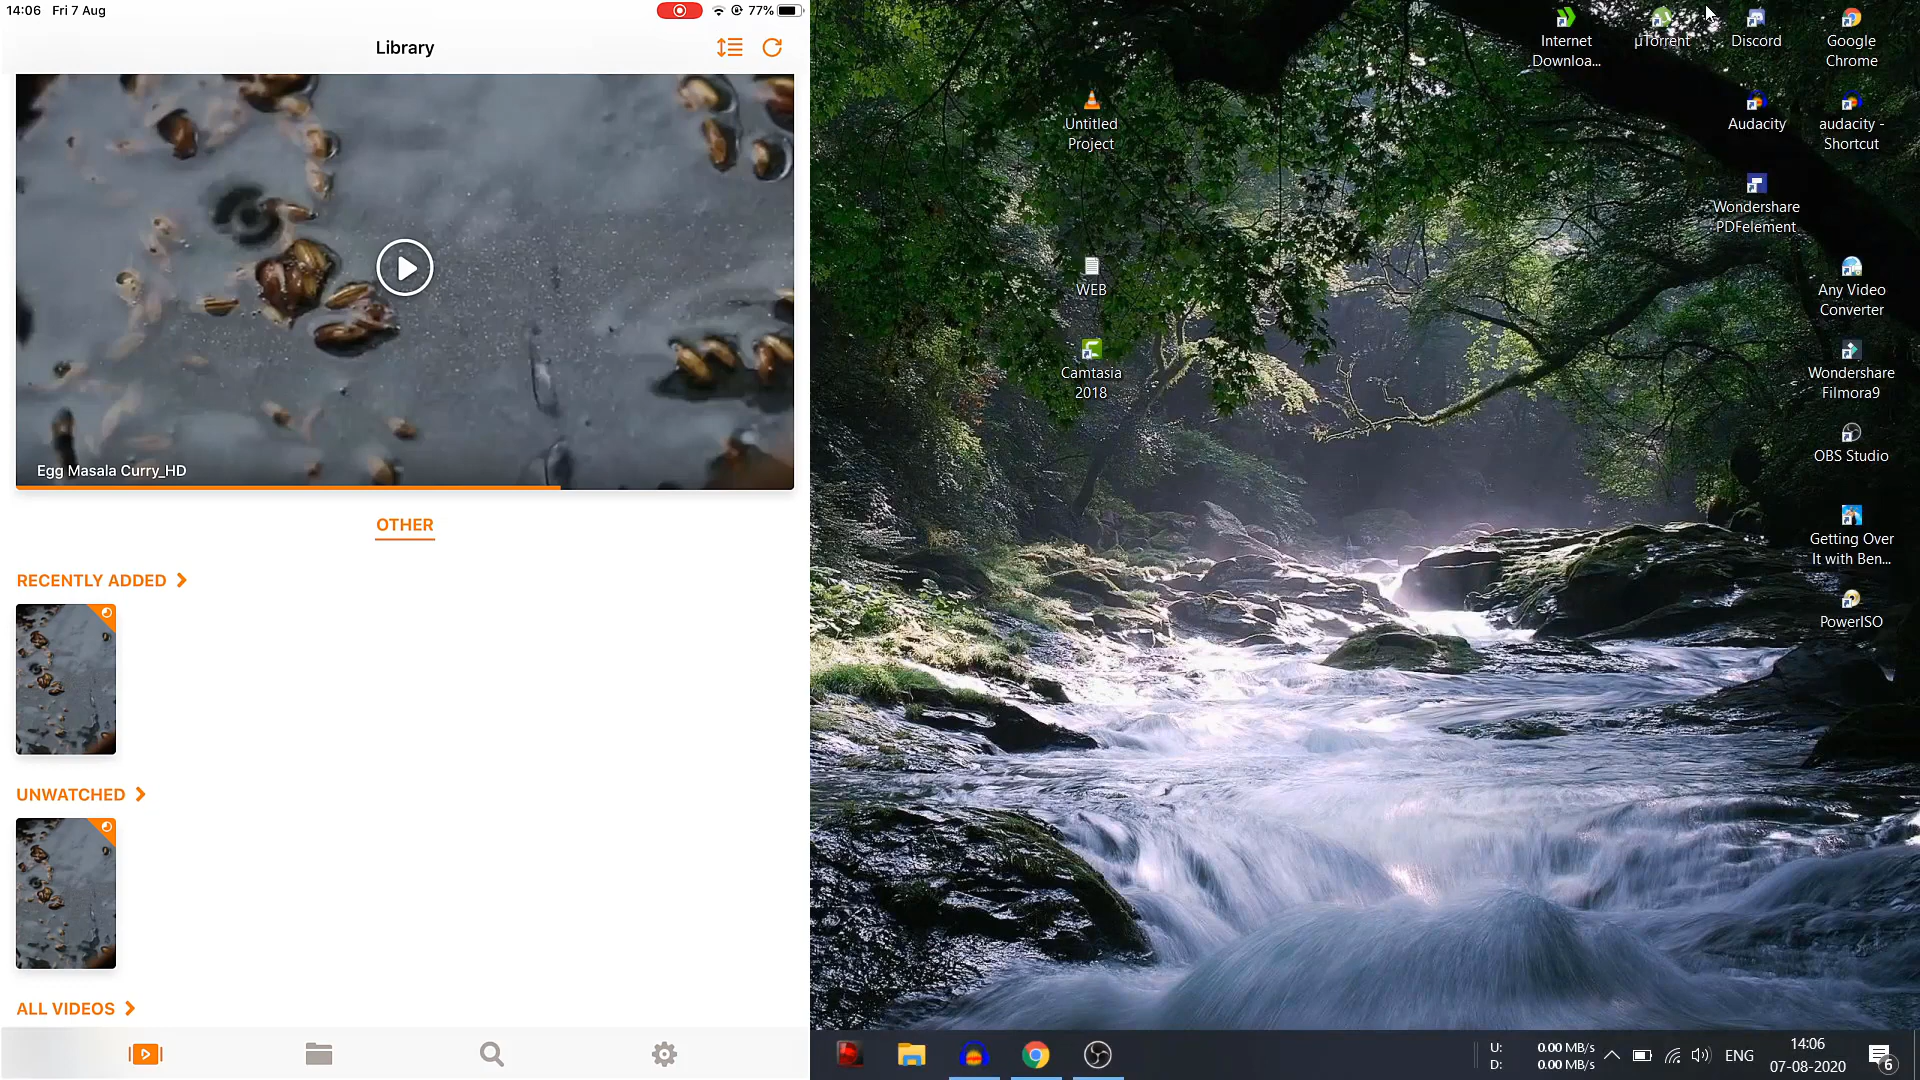 14:06 Fri 7 Aug
77%
Library
Egg Masala Curry_HD
OTHER
RECENTLY ADDED
UNWATCHED
ALL VIDEOS
Internet
Downloa...
µTorrent
Discord
Google
Chrome
Untitled
Project
Audacity
audacity -
Shortcut
Wondershare
PDFelement
WEB
Any Video
Converter
Camtasia
2018
Wondershare
Filmora9
OBS Studio
Getting Over
It with Ben...
PowerISO
U: 0.00 MB/s
D: 0.00 MB/s
ENG
14:06
07-08-2020
6